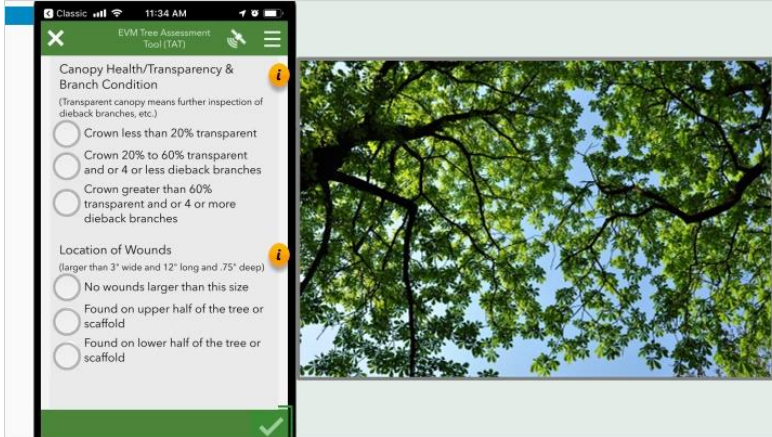 Classic 11:34 AM
EVM Tree Assessment
Tool (TAT)
Canopy Health/Transparency &
Branch Condition
(Transparent canopy means further inspection of
dieback branches, etc.)
Crown less than 20% transparent
Crown 20% to 60% transparent
and or 4 or less dieback branches
Crown greater than 60%
transparent and or 4 or more
dieback branches
Location of Wounds
(larger than 3" wide and 12" long and .75" deep)
No wounds larger than this size
Found on upper half of the tree or
scaffold
Found on lower half of the tree or
scaffold